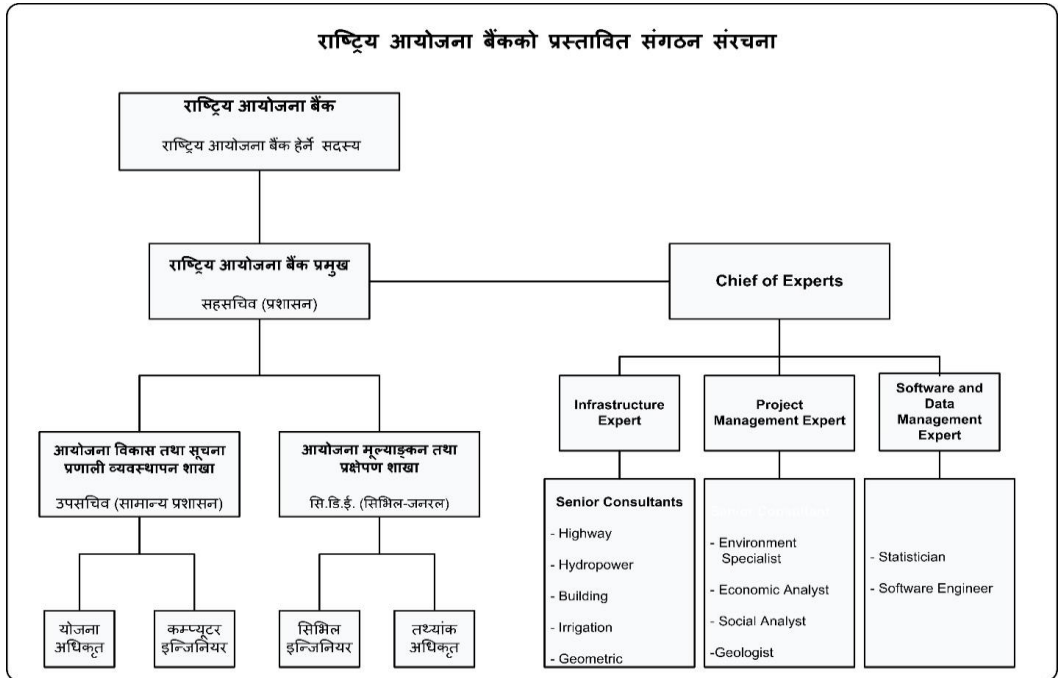 राष्ट्रिय आयोजना बैंकको प्रस्तावित संगठन संरचना
राष्ट्रिय आयोजना बैंक
राष्ट्रिय आयोजना बैंक हेर्ने सदस्य
राष्ट्रिय आयोजना बैंक प्रमुख
सहसचिव (प्रशासन)
Chief of Experts
आयोजना विकास तथा सूचना
प्रणाली व्यवस्थापन शाखा
उपसचिव (सामान्य प्रशासन)
आयोजना मूल्याङ्कन तथा
प्रक्षेपण शाखा
सि.डि.ई. (सिभिल-जनरल)
योजना
अधिकृत
कम्प्यूटर
इन्जिनियर
सिभिल
इन्जिनियर
तथ्यांक
अधिकृत
Infrastructure
Expert
Project
Management Expert
Software and
Data
Management
Expert
Senior Consultants
- Highway
- Hydropower
- Building
- Irrigation
- Geometric
- Environment
Specialist
- Economic Analyst
- Social Analyst
-Geologist
- Statistician
- Software Engineer